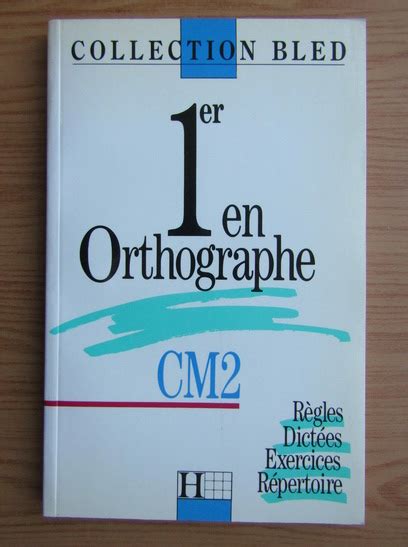 COLLECTION BLED
1er en
Orthographe
CM2
Règles
Dictées
Exercices
Répertoire
H